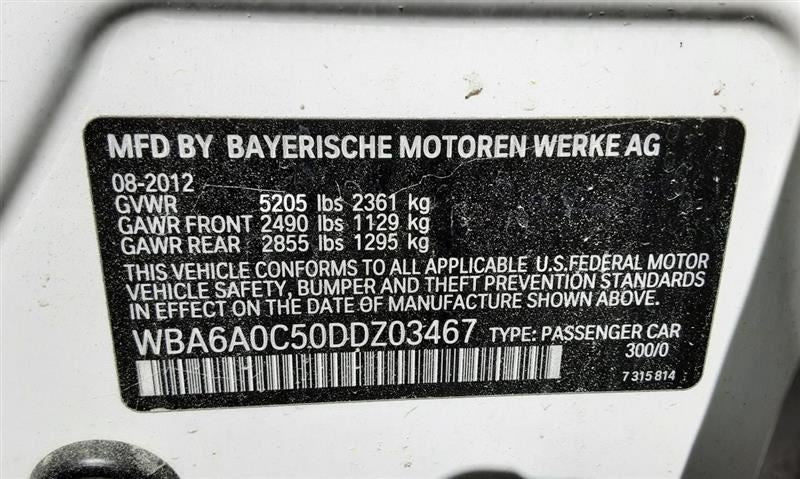 MFD BY BAYERISCHE MOTOREN WERKE AG
08-2012
GVWR 5205 lbs 2361 kg
GAWR FRONT 2490 lbs 1129 kg
GAWR REAR 2855 lbs 1295 kg
THIS VEHICLE CONFORMS TO ALL APPLICABLE U.S.FEDERAL MOTOR
VEHICLE SAFETY, BUMPER AND THEFT PREVENTION STANDARDS
IN EFFECT ON THE DATE OF MANUFACTURE SHOWN ABOVE.
WBA6A0C50DDZ03467 TYPE: PASSENGER CAR
300/0
7 315 814